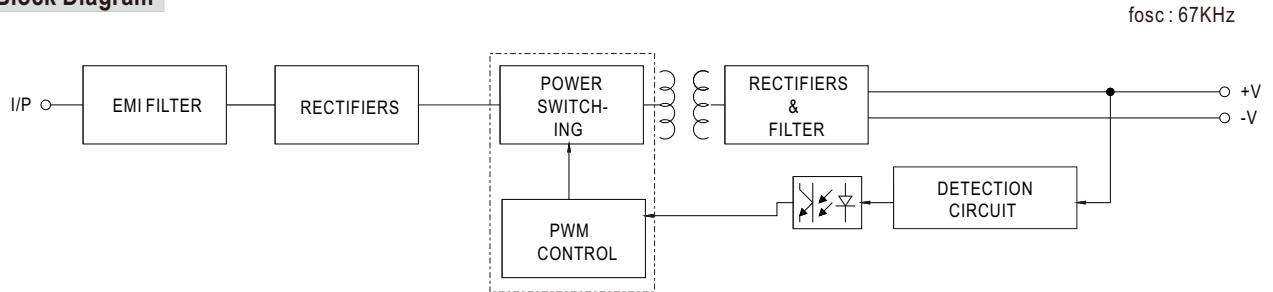 Block Diagram
fosc : 67KHz
I/P
EMI FILTER
RECTIFIERS
POWER
SWITCH-
ING
RECTIFIERS
&
FILTER
+V
-V
DETECTION
CIRCUIT
PWM
CONTROL